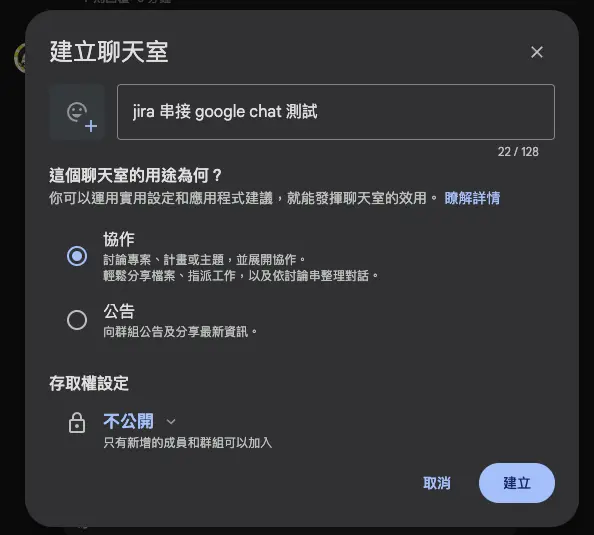 建立聊天室
jira 串接 google chat 測試
22 / 128
這個聊天室的用途為何？
你可以運用實用設定和應用程式建議，就能發揮聊天室的效用。 瞭解詳情
協作
討論專案、計畫或主題，並展開協作。
輕鬆分享檔案、指派工作，以及依討論串整理對話。
公告
向群組公告及分享最新資訊。
存取權設定
不公開
只有新增的成員和群組可以加入
取消
建立